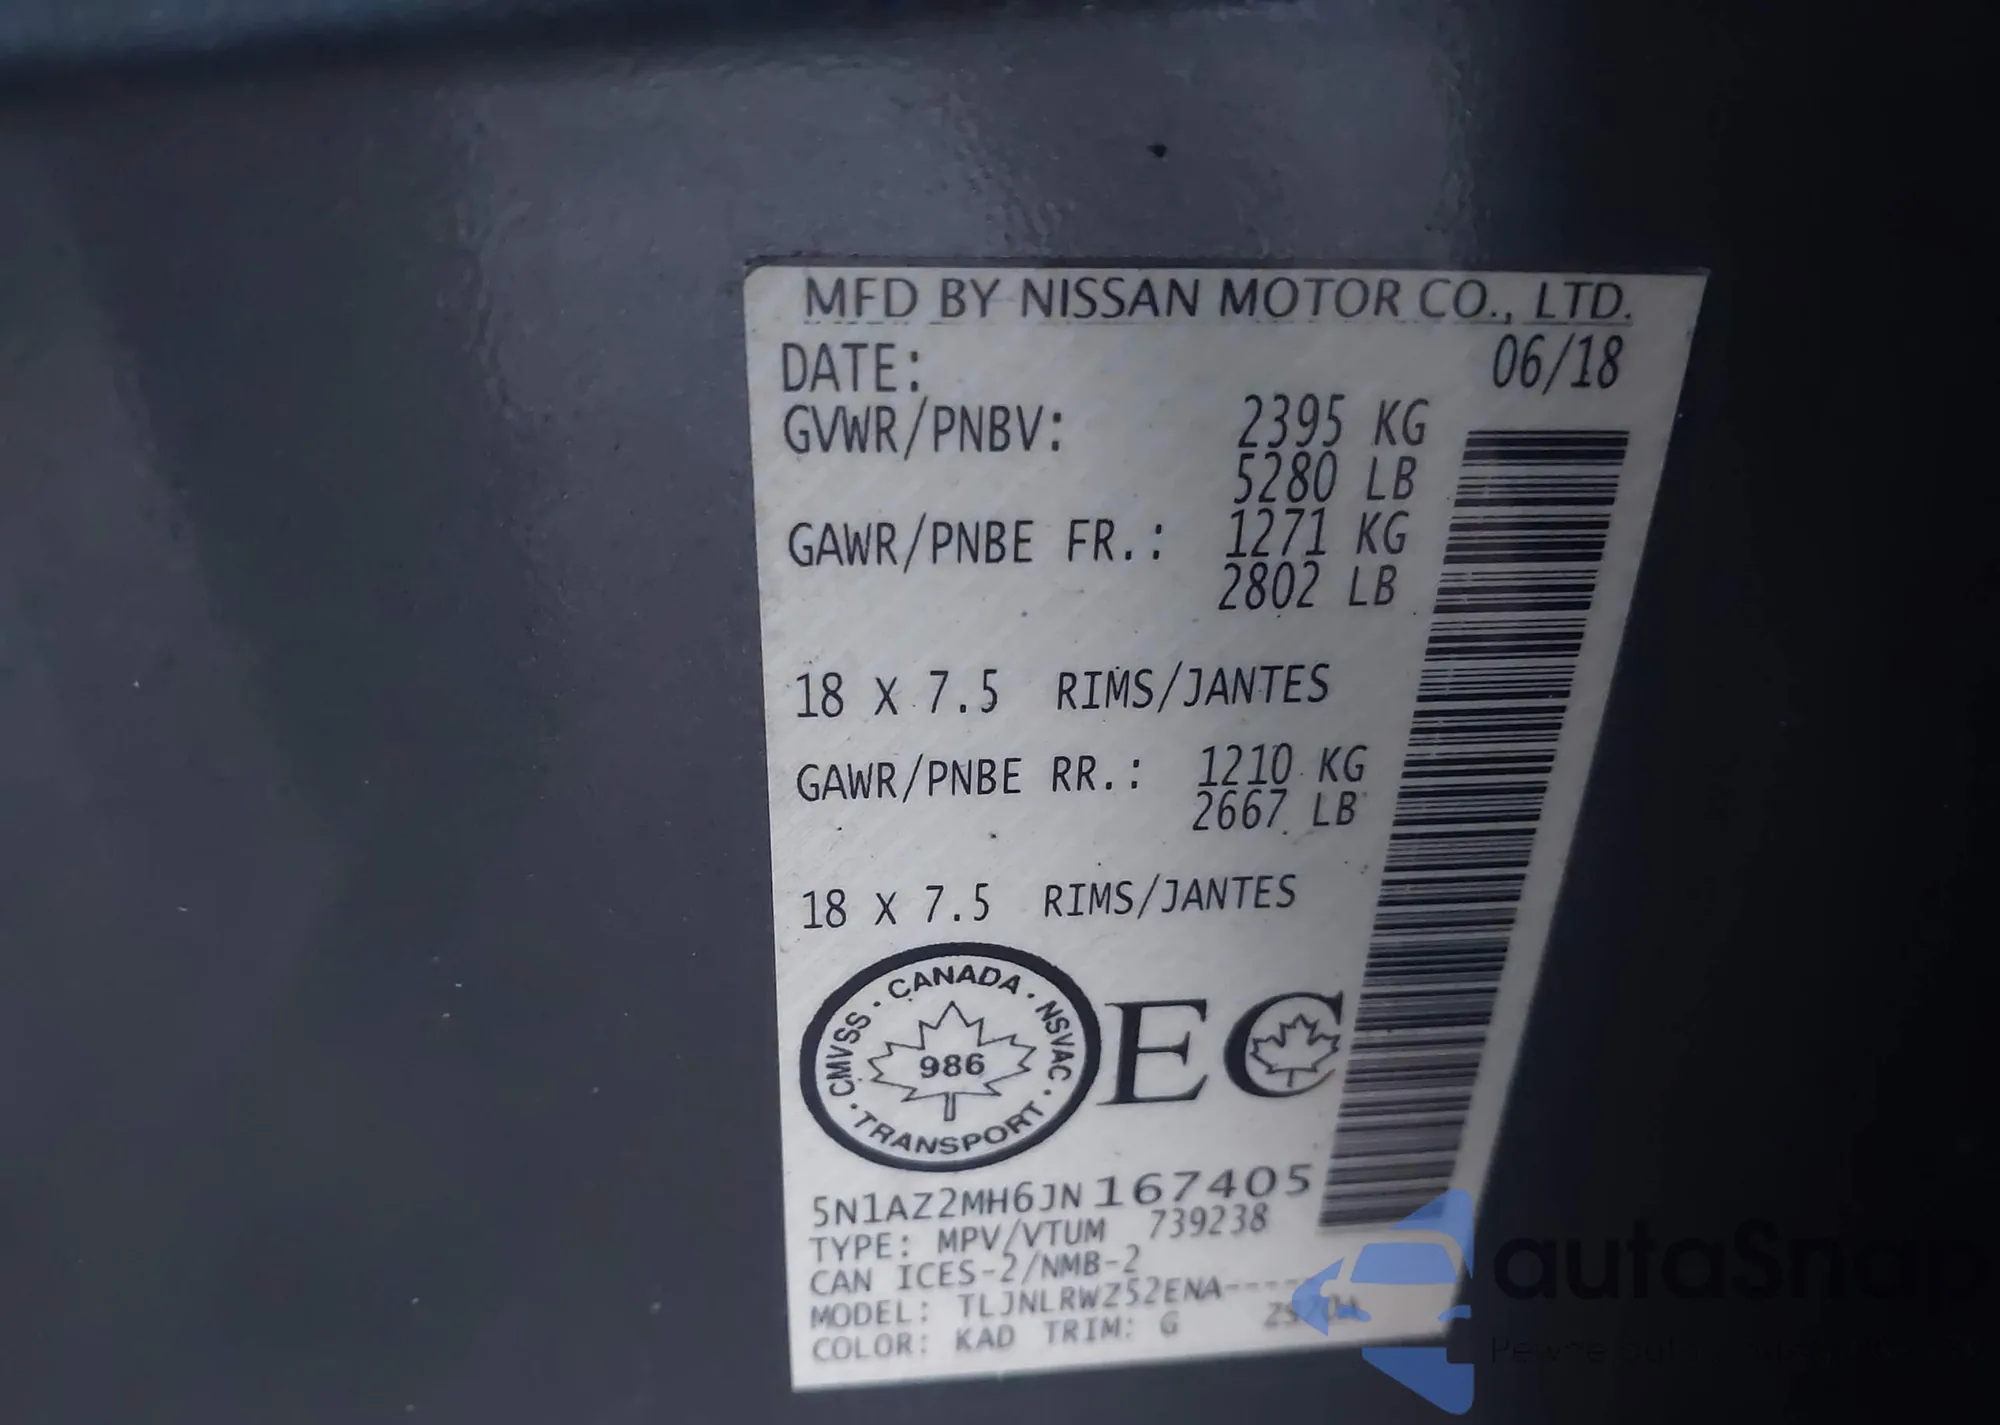 MFD BY NISSAN MOTOR CO., LTD.
DATE: 06/18
GVWR/PNBV: 2395 KG
5280 LB
GAWR/PNBE FR.: 1271 KG
2802 LB
18 X 7.5 RIMS/JANTES
GAWR/PNBE RR.: 1210 KG
2667 LB
18 X 7.5 RIMS/JANTES
CANADA · NSVAC · TRANSPORT · CMVSS ·
986
EC
5N1AZ2MH6JN167405
TYPE: MPV/VTUM 739238
CAN ICES-2/NMB-2
MODEL: TLJNLRWZ52ENA-----
COLOR: KAD TRIM: G
autaSnap